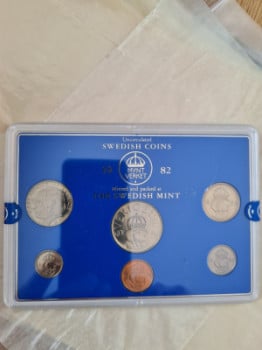 Uncirculated
SWEDISH COINS
MYNT
VERKET
19 82
Minted and packed at
THE SWEDISH MINT